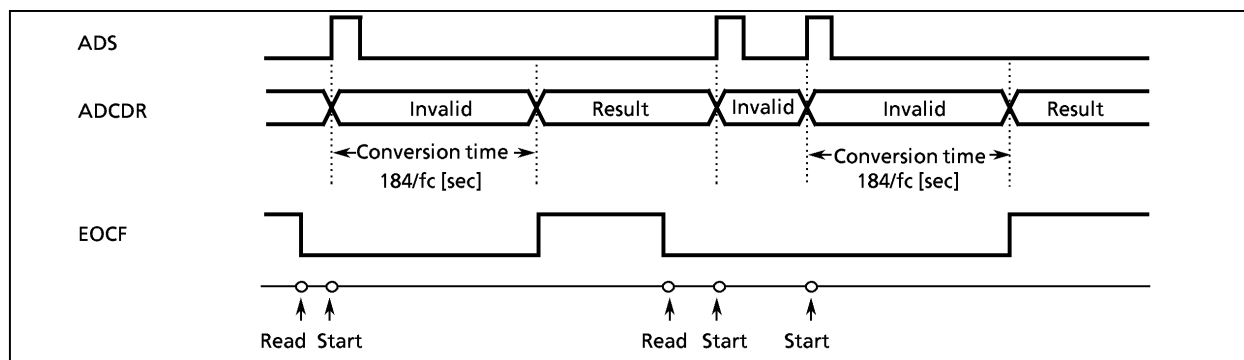 ADS
ADCDR
Invalid
Result
Invalid
Invalid
Result
Conversion time
184/fc [sec]
Conversion time
184/fc [sec]
EOCF
Read Start
Read Start
Start